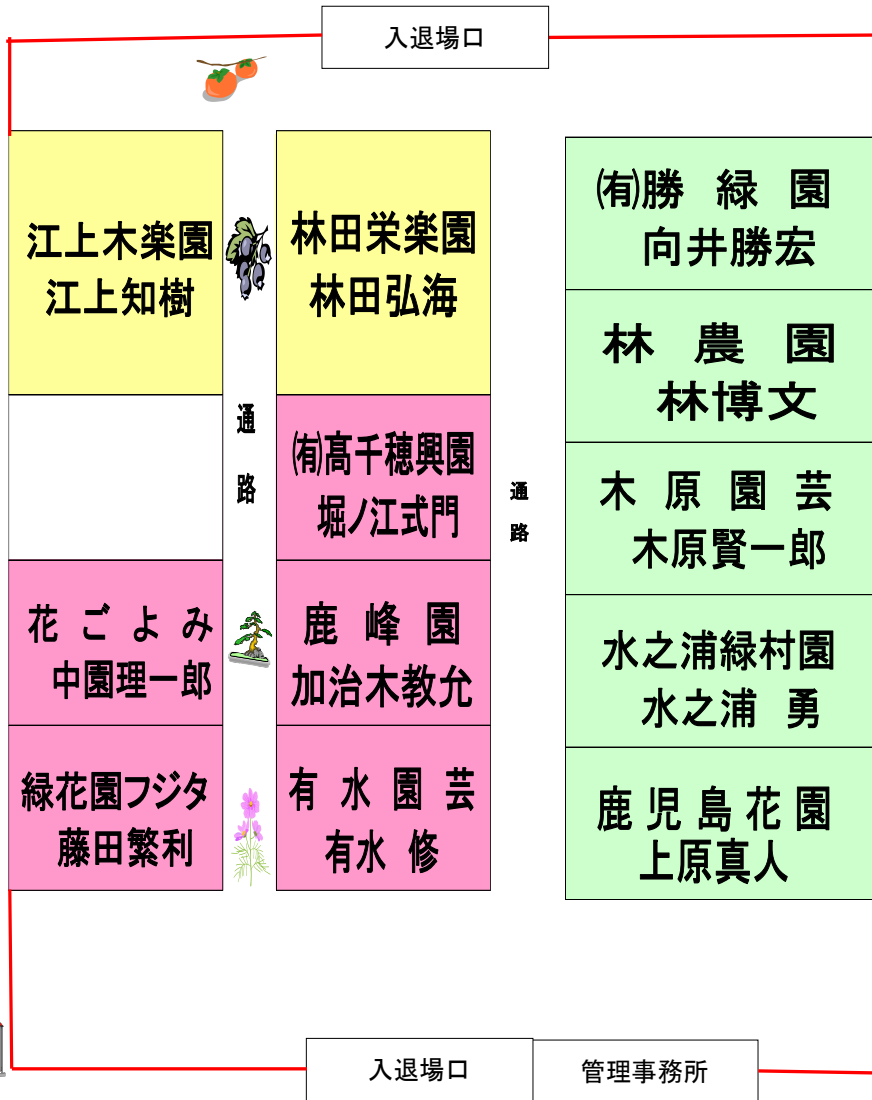 入退場口
江上木楽園
江上知樹
林田栄楽園
林田弘海
㈲勝緑園
向井勝宏
林農園
林博文
通路
㈲髙千穂興園
堀ノ江式門
通路
木原園芸
木原賢一郎
花ごよみ
中園理一郎
鹿峰園
加治木教允
水之浦緑村園
水之浦 勇
緑花園フジタ
藤田繁利
有水園芸
有水 修
鹿児島花園
上原真人
入退場口
管理事務所